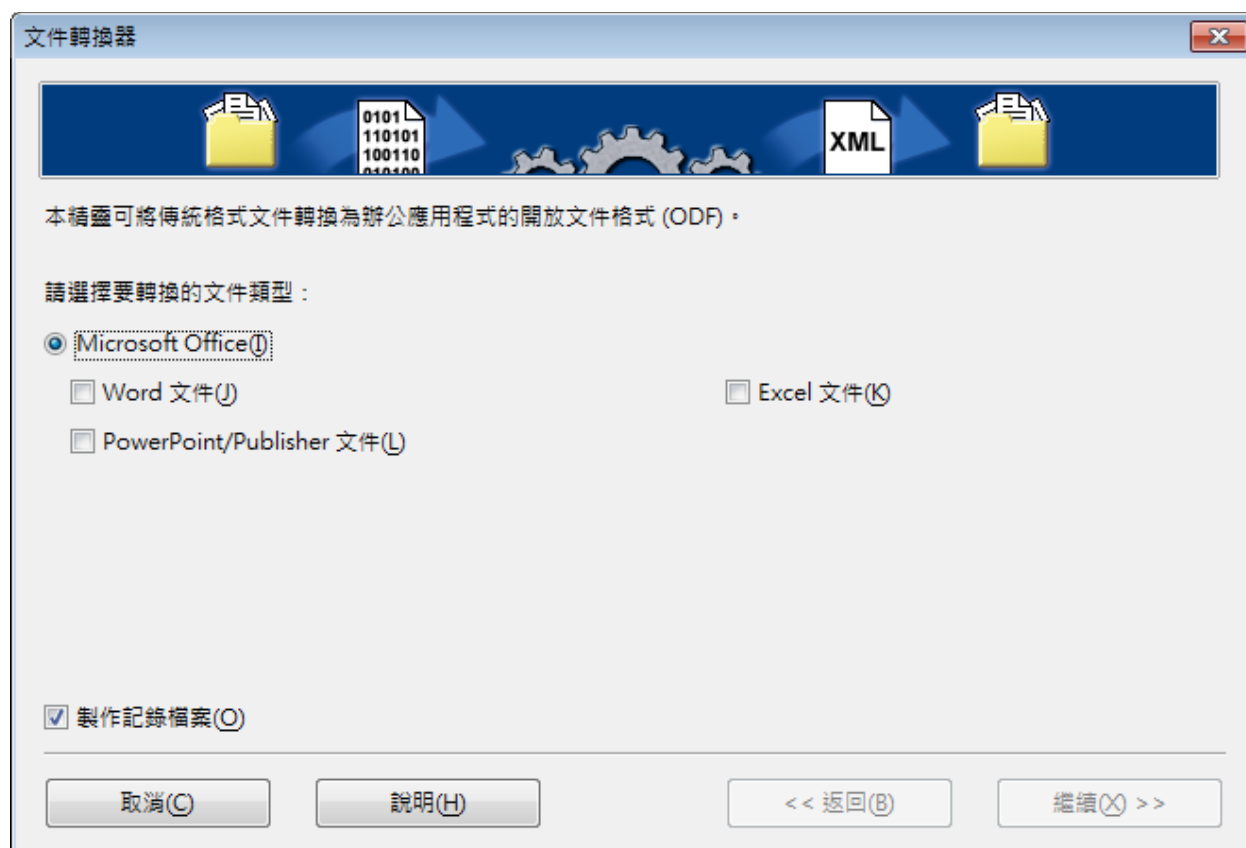 文件轉換器
0101
110101
100110
010100
XML
本精靈可將傳統格式文件轉換為辦公應用程式的開放文件格式 (ODF)。
請選擇要轉換的文件類型：
Microsoft Office(I)
Word 文件(J)
Excel 文件(K)
PowerPoint/Publisher 文件(L)
製作記錄檔案(O)
取消(C)
說明(H)
<< 返回(B)
繼續(X) >>